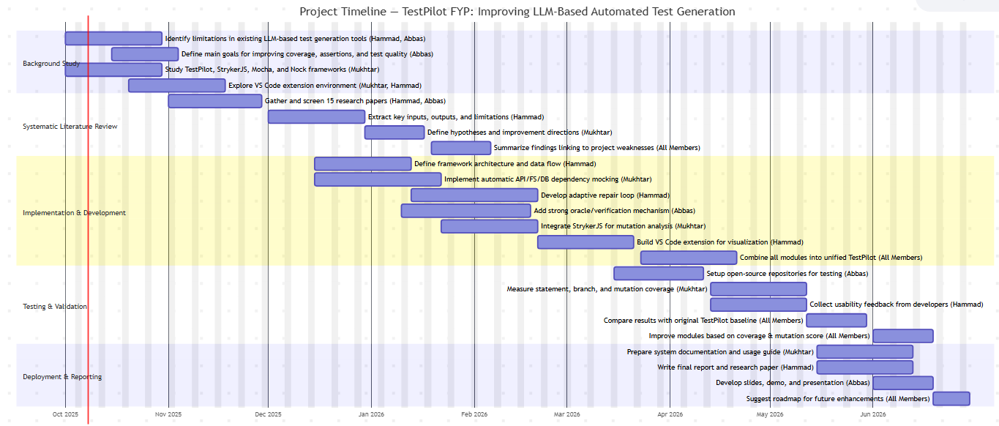 Project Timeline — TestPilot FYP: Improving LLM-Based Automated Test Generation
Background Study
Identify limitations in existing LLM-based test generation tools (Hammad, Abbas)
Define main goals for improving coverage, assertions, and test quality (Abbas)
Study TestPilot, StrykerJS, Mocha, and Nock frameworks (Mukhtar)
Explore VS Code extension environment (Mukhtar, Hammad)
Systematic Literature Review
Gather and screen 15 research papers (Hammad, Abbas)
Extract key inputs, outputs, and limitations (Hammad)
Define hypotheses and improvement directions (Mukhtar)
Summarize findings linking to project weaknesses (All Members)
Implementation & Development
Define framework architecture and data flow (Hammad)
Implement automatic API/FS/DB dependency mocking (Mukhtar)
Develop adaptive repair loop (Hammad)
Add strong oracle/verification mechanism (Abbas)
Integrate StrykerJS for mutation analysis (Mukhtar)
Build VS Code extension for visualization (Hammad)
Combine all modules into unified TestPilot (All Members)
Testing & Validation
Setup open-source repositories for testing (Abbas)
Measure statement, branch, and mutation coverage (Mukhtar)
Collect usability feedback from developers (Hammad)
Compare results with original TestPilot baseline (All Members)
Improve modules based on coverage & mutation score (All Members)
Deployment & Reporting
Prepare system documentation and usage guide (Mukhtar)
Write final report and research paper (Hammad)
Develop slides, demo, and presentation (Abbas)
Suggest roadmap for future enhancements (All Members)
Oct 2025 Nov 2025 Dec 2025 Jan 2026 Feb 2026 Mar 2026 Apr 2026 May 2026 Jun 2026